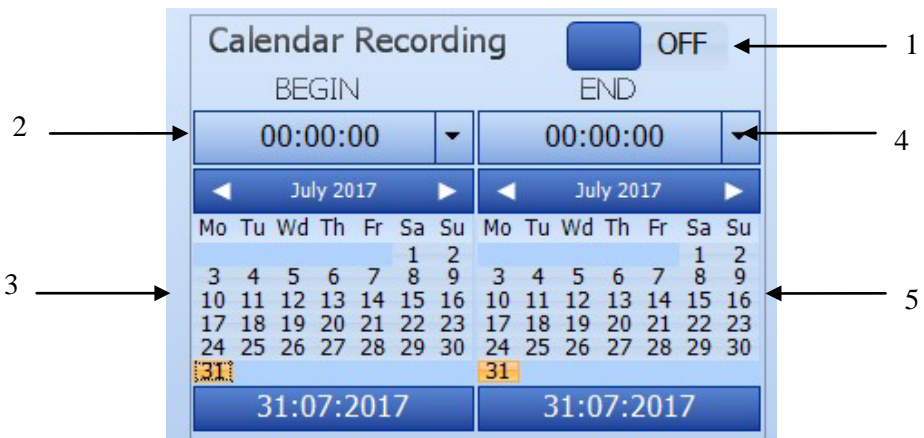 Calendar Recording OFF 1
BEGIN END
2 00:00:00 00:00:00 4
July 2017 July 2017
Mo Tu Wd Th Fr Sa Su Mo Tu Wd Th Fr Sa Su
1 2 1 2
3 4 5 6 7 8 9 3 4 5 6 7 8 9
3 10 11 12 13 14 15 16 10 11 12 13 14 15 16 5
17 18 19 20 21 22 23 17 18 19 20 21 22 23
24 25 26 27 28 29 30 24 25 26 27 28 29 30
31 31
31:07:2017 31:07:2017